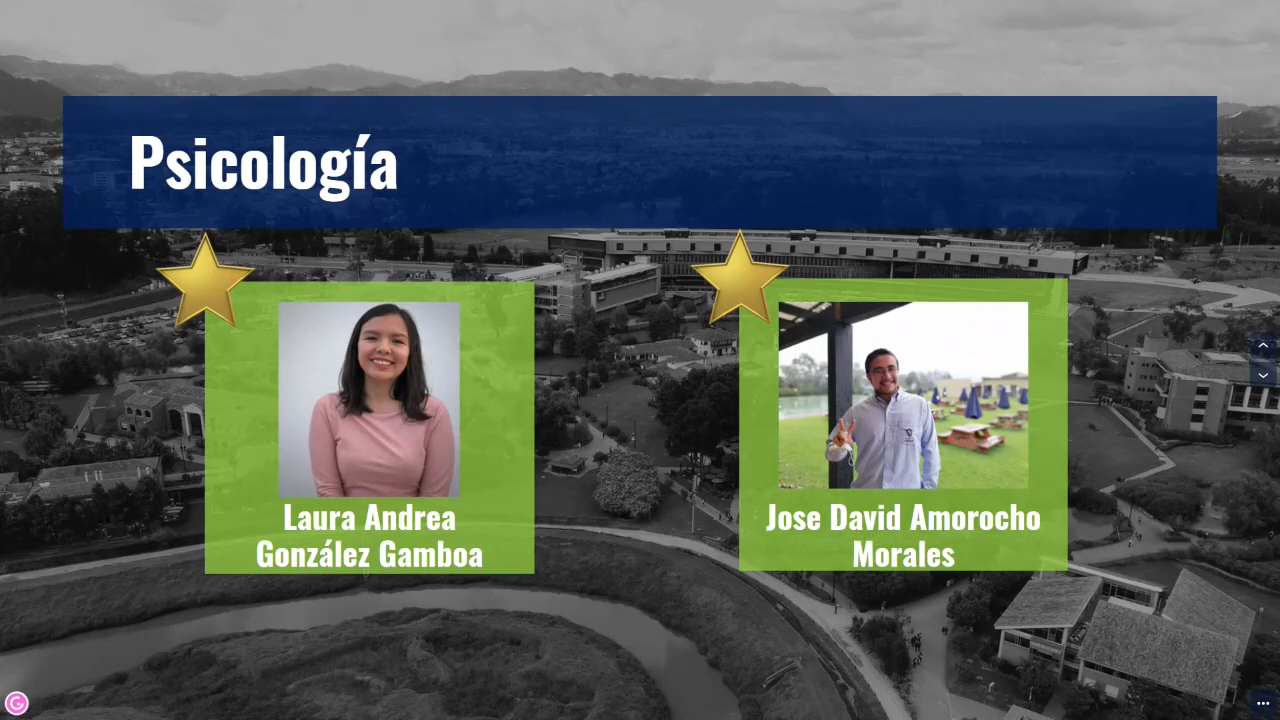 Psicología
Laura Andrea
González Gamboa
Jose David Amorocho
Morales